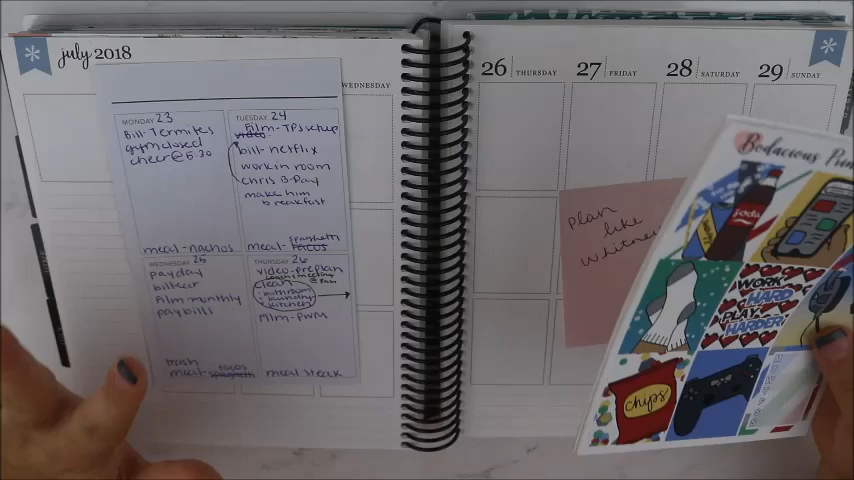 july 2018
WEDNESDAY
MONDAY 23
Bill-Termites
gym closed
cheer@5:30
meal-nachos
TUESDAY 24
Film-TPS
video
bill-netflix
work in room
Chris B-Day
make him
breakfast
spaghetti
meal-tacos
WEDNESDAY 25
payday
Film-monthly
pay bills
trash
tacos
meal-spaghetti
THURSDAY 26
video-preplan
clean
-bathroom
-laundry
-kitchen
Film-PWM
meal steak
26 THURSDAY
27 FRIDAY
28 SATURDAY
29 SUNDAY
Plan
like
Bodacious
soda
WORK
HARD
PLAY
HARDER
chips